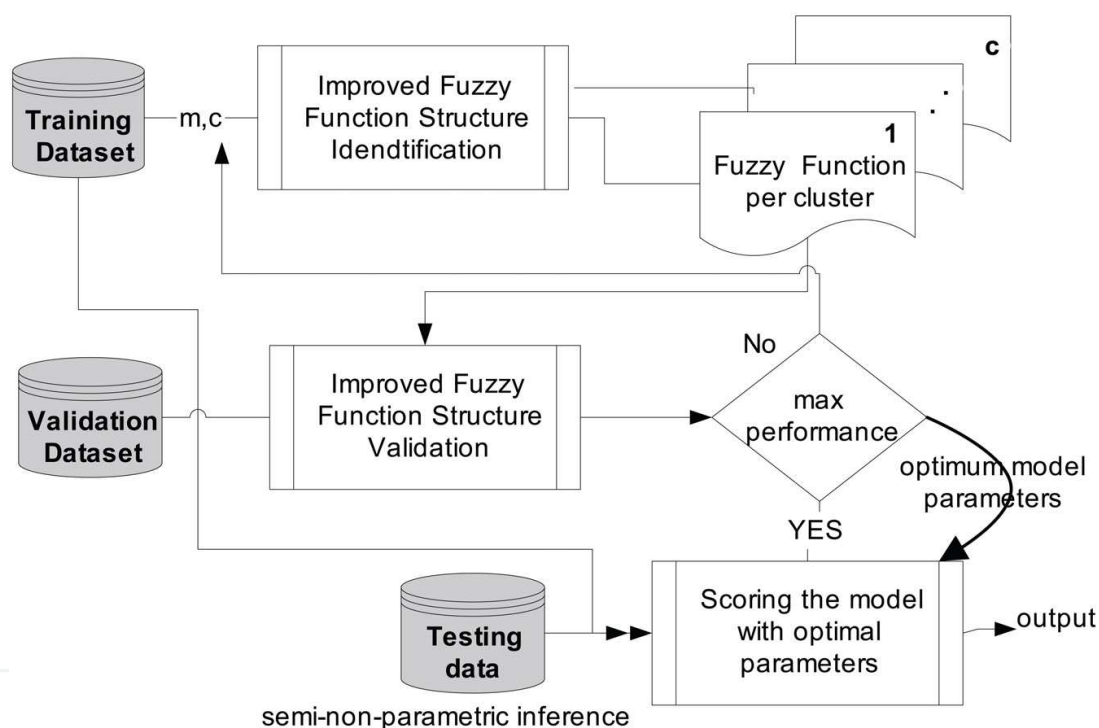 c
.
.
1
Fuzzy Function
per cluster
Improved Fuzzy
Function Structure
Idendtification
m,c
Training
Dataset
No
max
performance
Improved Fuzzy
Function Structure
Validation
Validation
Dataset
optimum model
parameters
YES
Scoring the model
with optimal
parameters
output
Testing
data
semi-non-parametric inference